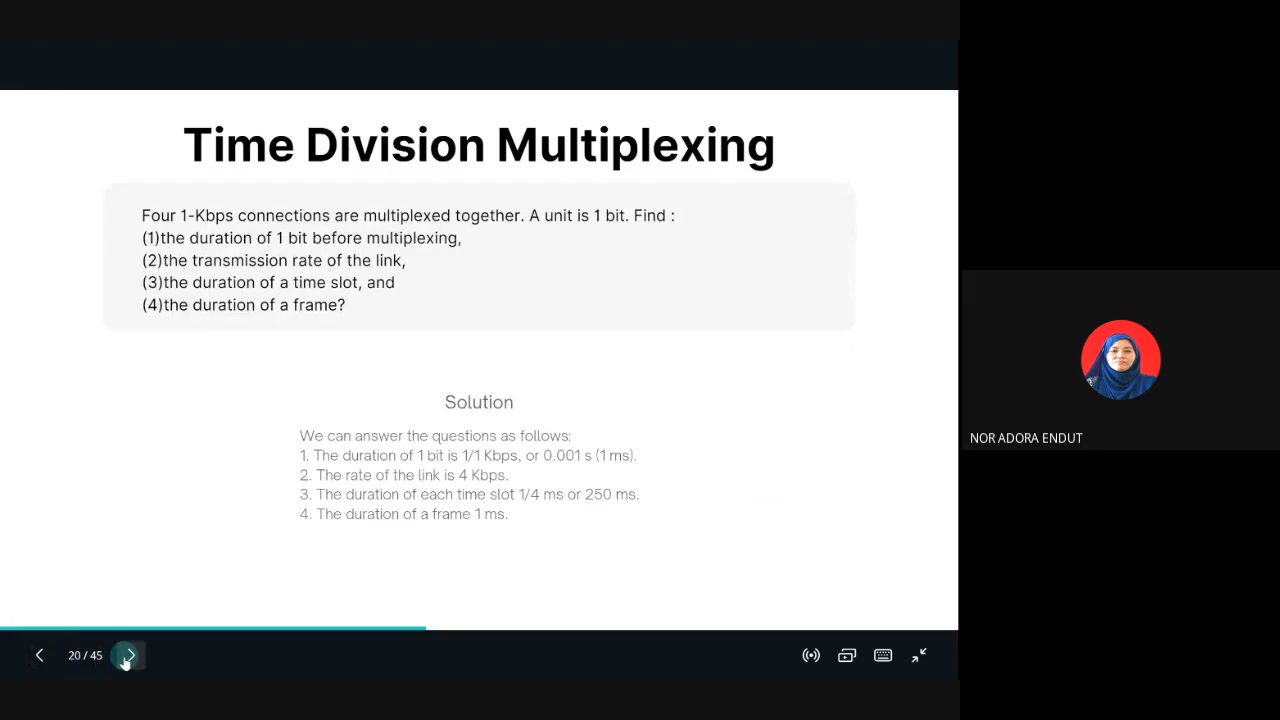 Time Division Multiplexing
Four 1-Kbps connections are multiplexed together. A unit is 1 bit. Find :
(1)the duration of 1 bit before multiplexing,
(2)the transmission rate of the link,
(3)the duration of a time slot, and
(4)the duration of a frame?
Solution
We can answer the questions as follows:
1. The duration of 1 bit is 1/1 Kbps, or 0.001 s (1 ms).
2. The rate of the link is 4 Kbps.
3. The duration of each time slot 1/4 ms or 250 ms.
4. The duration of a frame 1 ms.
NOR ADORA ENDUT
20 / 45